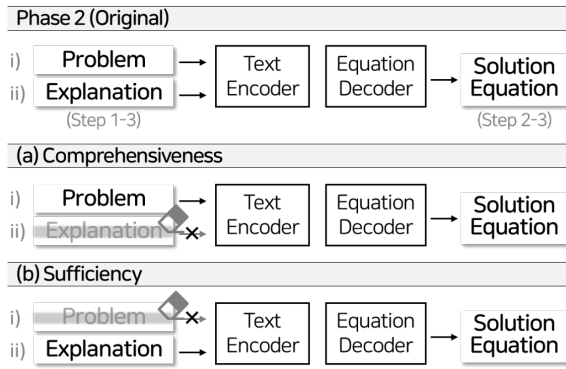 Phase 2 (Original)
i) Problem
ii) Explanation
(Step 1-3)
Text
Encoder
Equation
Decoder
Solution
Equation
(Step 2-3)
(a) Comprehensiveness
i) Problem
ii) Explanation
Text
Encoder
Equation
Decoder
Solution
Equation
(b) Sufficiency
i) Problem
ii) Explanation
Text
Encoder
Equation
Decoder
Solution
Equation